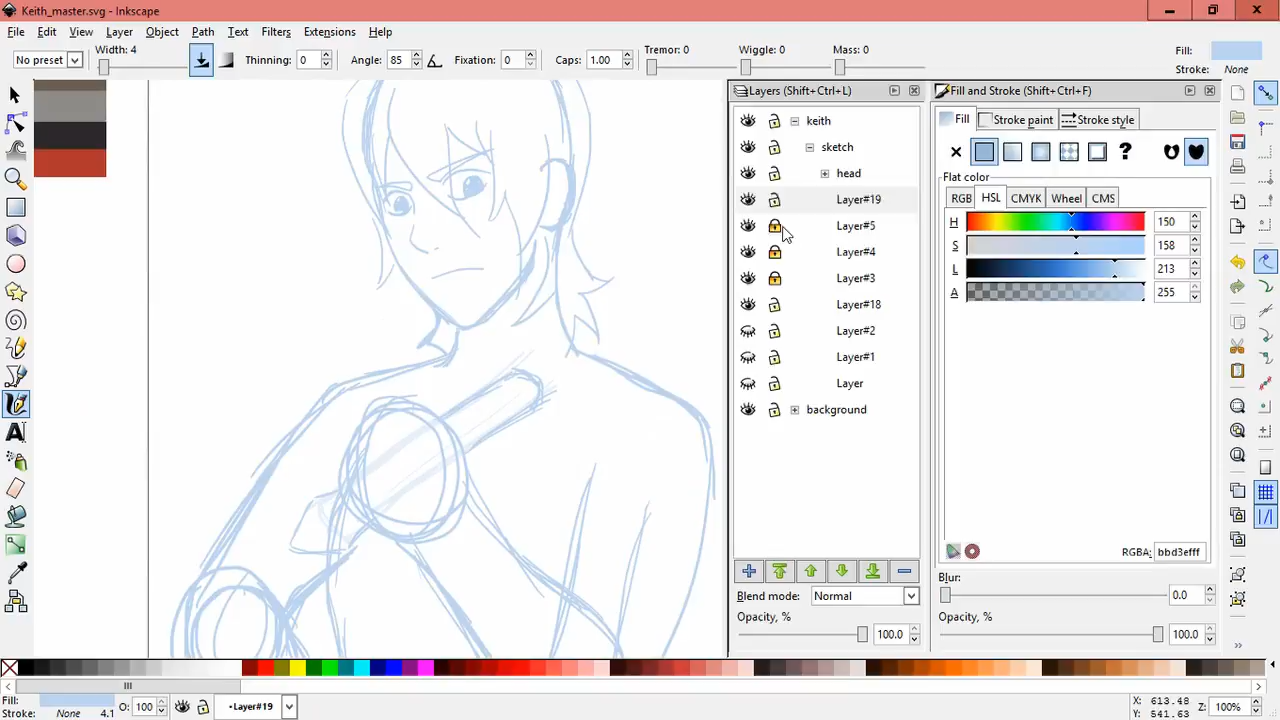 Keith_master.svg - Inkscape
File Edit View Layer Object Path Text Filters Extensions Help
No preset Width: 4 Thinning: 0 Angle: 85 Fixation: 0 Caps: 1.00 Tremor: 0 Wiggle: 0 Mass: 0 Fill:
Stroke: None
Layers (Shift+Ctrl+L)
keith
sketch
head
Layer#19
Layer#5
Layer#4
Layer#3
Layer#18
Layer#2
Layer#1
Layer
background
Blend mode: Normal
Opacity, % 100.0
Fill and Stroke (Shift+Ctrl+F)
Fill Stroke paint Stroke style
?
Flat color
RGB HSL CMYK Wheel CMS
H 150
S 158
L 213
A 255
RGBA: bbd3efff
Blur:
0.0
Opacity, %
100.0
Fill:
Stroke: None 4.1
O: 100 •Layer#19
X: 613.48
Y: 541.63
Z: 100%